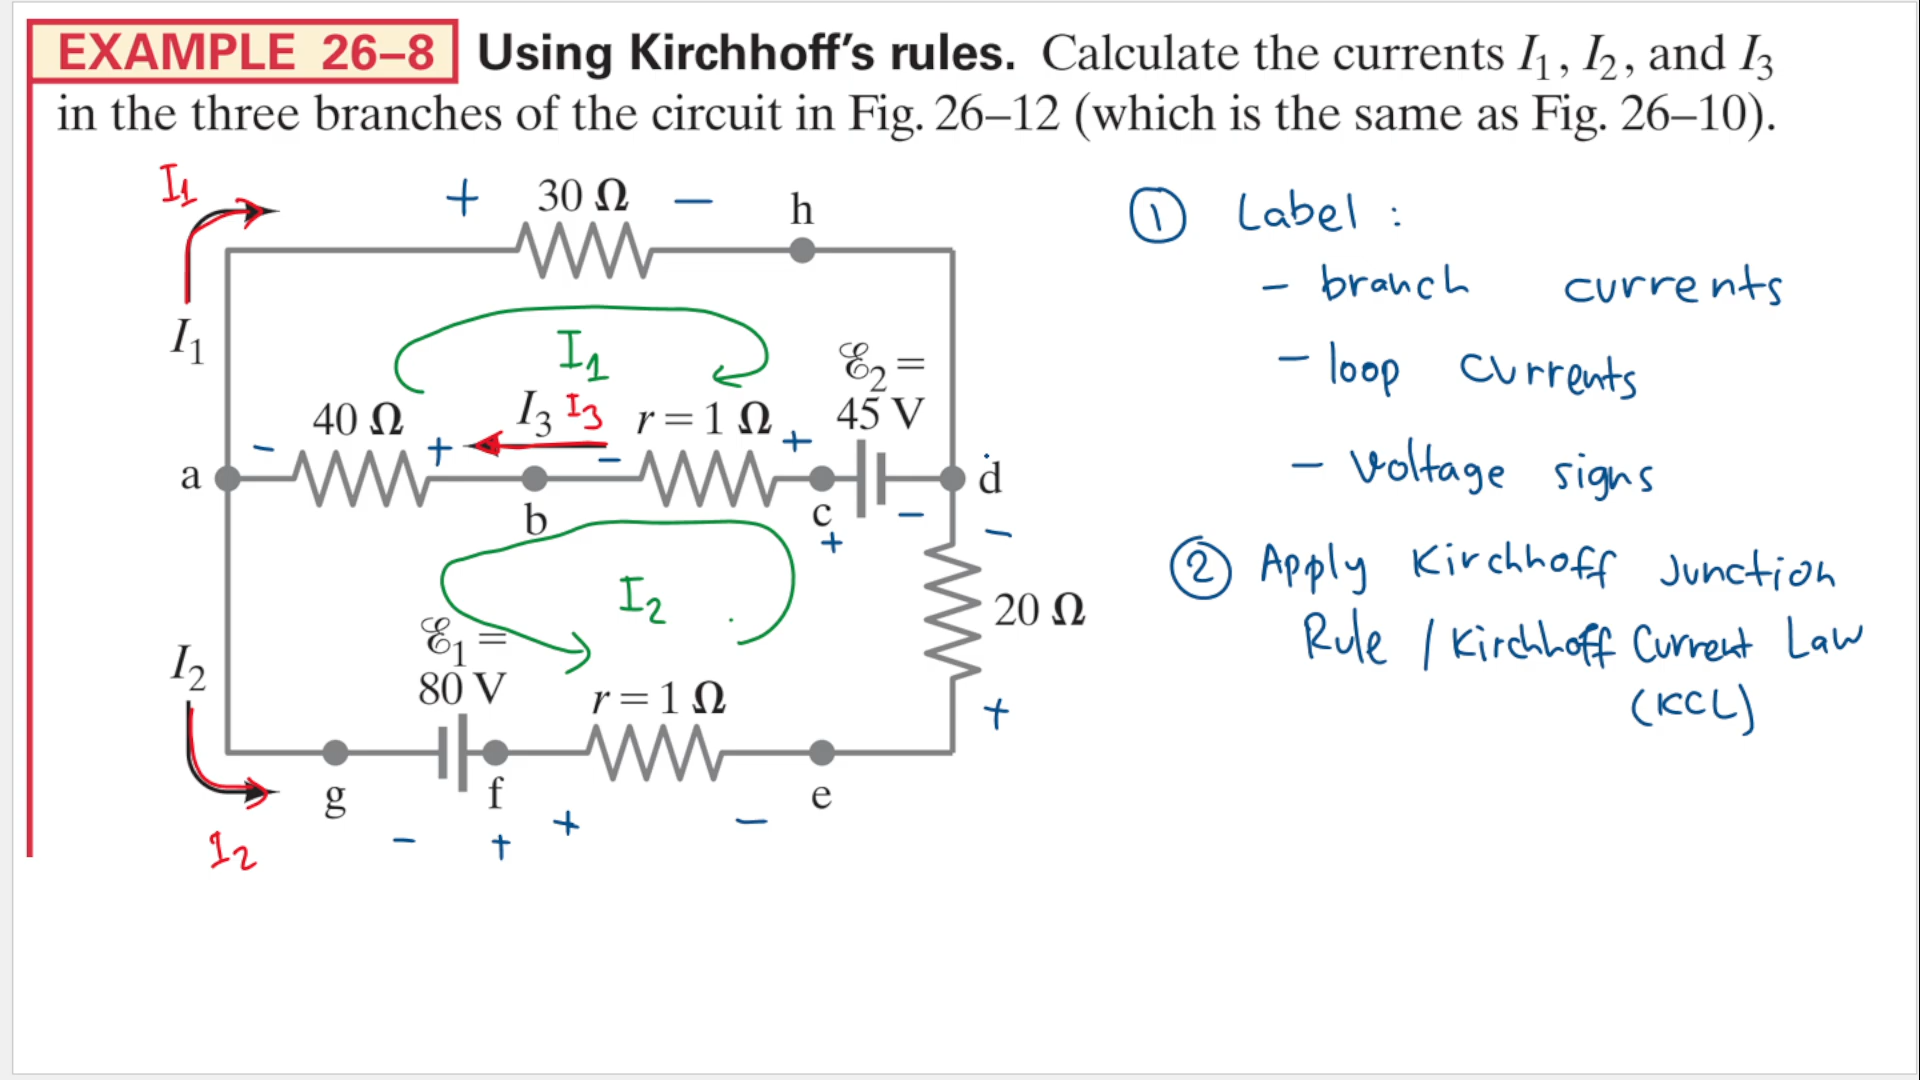 EXAMPLE 26–8 Using Kirchhoff's rules. Calculate the currents I₁, I₂, and I₃
in the three branches of the circuit in Fig. 26–12 (which is the same as Fig. 26–10).
I₁
+ 30 Ω − h
I₁
I₁
ℰ₂ =
45 V
40 Ω
I₃ I₃
r = 1 Ω
− + − +
a
b
c
d
+ − −
I₂
20 Ω
+
ℰ₁ =
80 V
I₂
r = 1 Ω
g
f
e
− + + −
I₂
① Label :
– branch currents
– loop currents
– voltage signs
② Apply Kirchhoff Junction
Rule / Kirchhoff Current Law
(KCL)